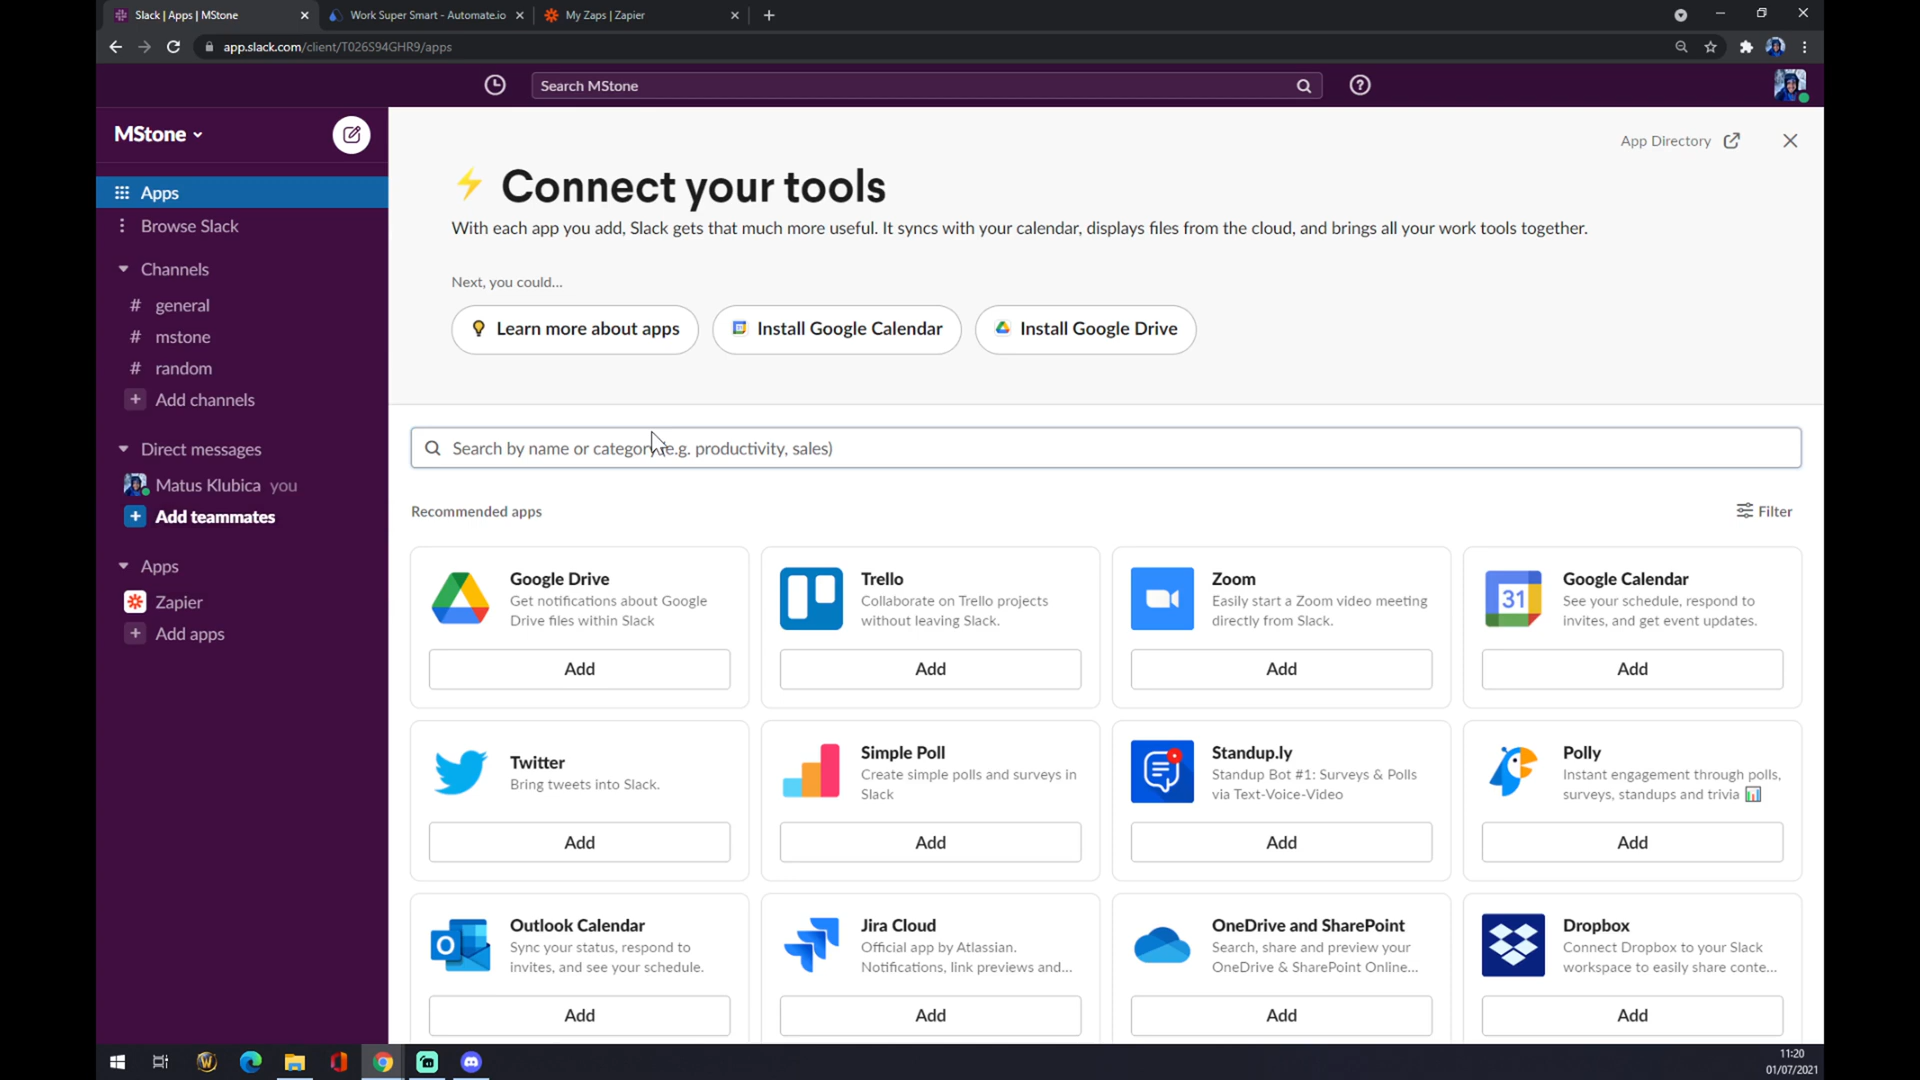 Slack | Apps | MStone
Work Super Smart - Automate.io
My Zaps | Zapier
app.slack.com/client/T026S94GHR9/apps
Search MStone
MStone
Apps
Browse Slack
Channels
# general
# mstone
# random
+ Add channels
Direct messages
Matus Klubica you
+ Add teammates
Apps
Zapier
+ Add apps
App Directory
Connect your tools
With each app you add, Slack gets that much more useful. It syncs with your calendar, displays files from the cloud, and brings all your work tools together.
Next, you could...
Learn more about apps
Install Google Calendar
Install Google Drive
Search by name or category (e.g. productivity, sales)
Recommended apps
Filter
Google Drive
Get notifications about Google
Drive files within Slack
Add
Trello
Collaborate on Trello projects
without leaving Slack.
Add
Zoom
Easily start a Zoom video meeting
directly from Slack.
Add
31
Google Calendar
See your schedule, respond to
invites, and get event updates.
Add
Twitter
Bring tweets into Slack.
Add
Simple Poll
Create simple polls and surveys in
Slack
Add
Standup.ly
Standup Bot #1: Surveys & Polls
via Text-Voice-Video
Add
Polly
Instant engagement through polls,
surveys, standups and trivia
Add
Outlook Calendar
Sync your status, respond to
invites, and see your schedule.
Add
Jira Cloud
Official app by Atlassian.
Notifications, link previews and...
Add
OneDrive and SharePoint
Search, share and preview your
OneDrive & SharePoint Online...
Add
Dropbox
Connect Dropbox to your Slack
workspace to easily share conte...
Add
11:20
01/07/2021